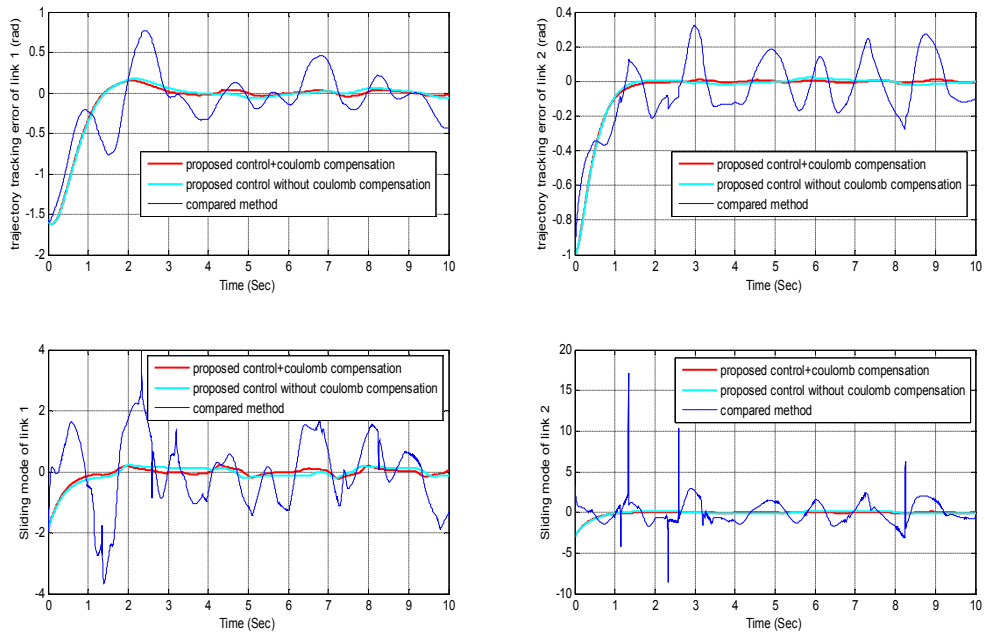 1
0.5
0
-0.5
-1
-1.5
-2
trajectory tracking error of link 1 (rad)
proposed control+coulomb compensation
proposed control without coulomb compensation
compared method
0 1 2 3 4 5 6 7 8 9 10
Time (Sec)
0.4
0.2
0
-0.2
-0.4
-0.6
-0.8
-1
trajectory tracking error of link 2 (rad)
proposed control+coulomb compensation
proposed control without coulomb compensation
compared method
0 1 2 3 4 5 6 7 8 9 10
Time (Sec)
4
2
0
-2
-4
Sliding mode of link 1
proposed control+coulomb compensation
proposed control without coulomb compensation
compared method
0 1 2 3 4 5 6 7 8 9 10
Time (Sec)
20
15
10
5
0
-5
-10
Sliding mode of link 2
proposed control+coulomb compensation
proposed control without coulomb compensation
compared method
0 1 2 3 4 5 6 7 8 9 10
Time (Sec)